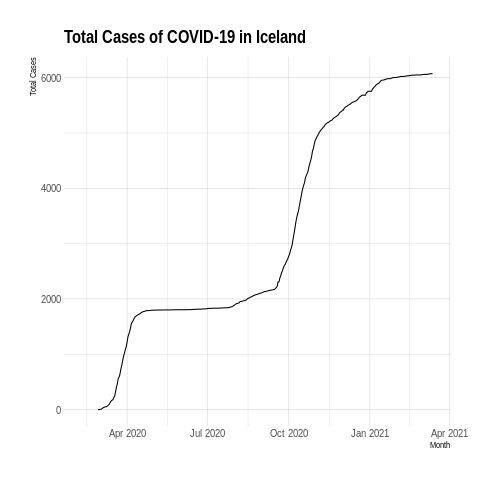 Total Cases of COVID-19 in Iceland
Total Cases
6000
4000
2000
0
Apr 2020 Jul 2020 Oct 2020 Jan 2021 Apr 2021
Month